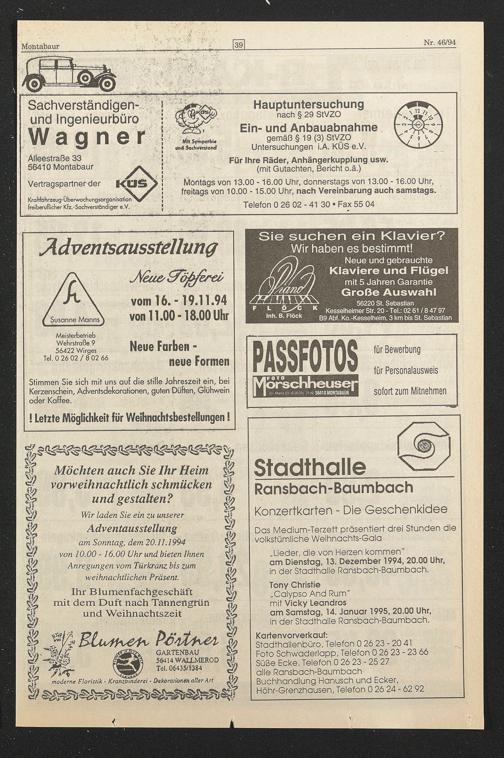 Montabaur
39
Nr. 46/94
Sachverständigen-
und Ingenieurbüro
Wagner
Alleestraße 33
56410 Montabaur
Vertragspartner der
KÜS
Kraftfahrzeug-Überwachungsorganisation
freiberuflicher Kfz.-Sachverständiger e.V.
Mit Sympathie
und Sachverstand
Hauptuntersuchung
nach § 29 StVZO
Ein- und Anbauabnahme
gemäß § 19 (3) StVZO
Untersuchungen i.A. KÜS e.V.
Für Ihre Räder, Anhängerkupplung usw.
(mit Gutachten, Bericht o.ä.)
Montags von 13.00 - 16.00 Uhr, donnerstags von 13.00 - 16.00 Uhr,
freitags von 10.00 - 15.00 Uhr, nach Vereinbarung auch samstags.
Telefon 0 26 02 - 41 30 • Fax 55 04
Adventsausstellung
Neue Töpferei
Susanne Manns
vom 16. - 19.11.94
von 11.00 - 18.00 Uhr
Meisterbetrieb
Wehrstraße 9
56422 Wirges
Tel. 0 26 02 / 8 02 66
Neue Farben -
neue Formen
Stimmen Sie sich mit uns auf die stille Jahreszeit ein, bei
Kerzenschein, Adventsdekorationen, guten Düften, Glühwein
oder Kaffee.
! Letzte Möglichkeit für Weihnachtsbestellungen !
Sie suchen ein Klavier?
Wir haben es bestimmt!
Neue und gebrauchte
Klaviere und Flügel
mit 5 Jahren Garantie
Große Auswahl
56220 St. Sebastian
Kesselheimer Str. 20 - Tel.: 02 61 / 8 47 97
B9 Abf. Ko.-Kesselheim, 3 km bis St. Sebastian
Piano
FLÖCK
Inh. B. Flöck
PASSFOTOS
FOTO
Mörschheuser
56410 MONTABAUR
für Bewerbung
für Personalausweis
sofort zum Mitnehmen
Möchten auch Sie Ihr Heim
vorweihnachtlich schmücken
und gestalten?
Wir laden Sie ein zu unserer
Adventausstellung
am Sonntag, dem 20.11.1994
von 10.00 - 16.00 Uhr und bieten Ihnen
Anregungen vom Türkranz bis zum
weihnachtlichen Präsent.
Ihr Blumenfachgeschäft
mit dem Duft nach Tannengrün
und Weihnachtszeit
Blumen Pörtner
GARTENBAU
56414 WALLMEROD
Tel. 06435/1384
moderne Floristik - Kranzbinderei - Dekorationen aller Art
Stadthalle
Ransbach-Baumbach
Konzertkarten - Die Geschenkidee
Das Medium-Terzett präsentiert drei Stunden die
volkstümliche Weihnachts-Gala
„Lieder, die von Herzen kommen"
am Dienstag, 13. Dezember 1994, 20.00 Uhr,
in der Stadthalle Ransbach-Baumbach.
Tony Christie
„Calypso And Rum"
mit Vicky Leandros
am Samstag, 14. Januar 1995, 20.00 Uhr,
in der Stadthalle Ransbach-Baumbach.
Kartenvorverkauf:
Stadthallenbüro, Telefon 0 26 23 - 20 41
Foto Schwaderlapp, Telefon 0 26 23 - 23 66
Süße Ecke, Telefon 0 26 23 - 25 27
alle Ransbach-Baumbach
Buchhandlung Hanusch und Ecker,
Höhr-Grenzhausen, Telefon 0 26 24 - 62 92